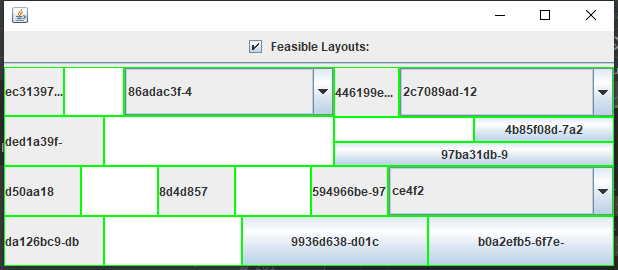 Feasible Layouts:
ec31397... 86adac3f-4 446199e... 2c7089ad-12
ded1a39f- 4b85f08d-7a2
97ba31db-9
d50aa18 8d4d857 594966be-97 ce4f2
da126bc9-db 9936d638-d01c b0a2efb5-6f7e-